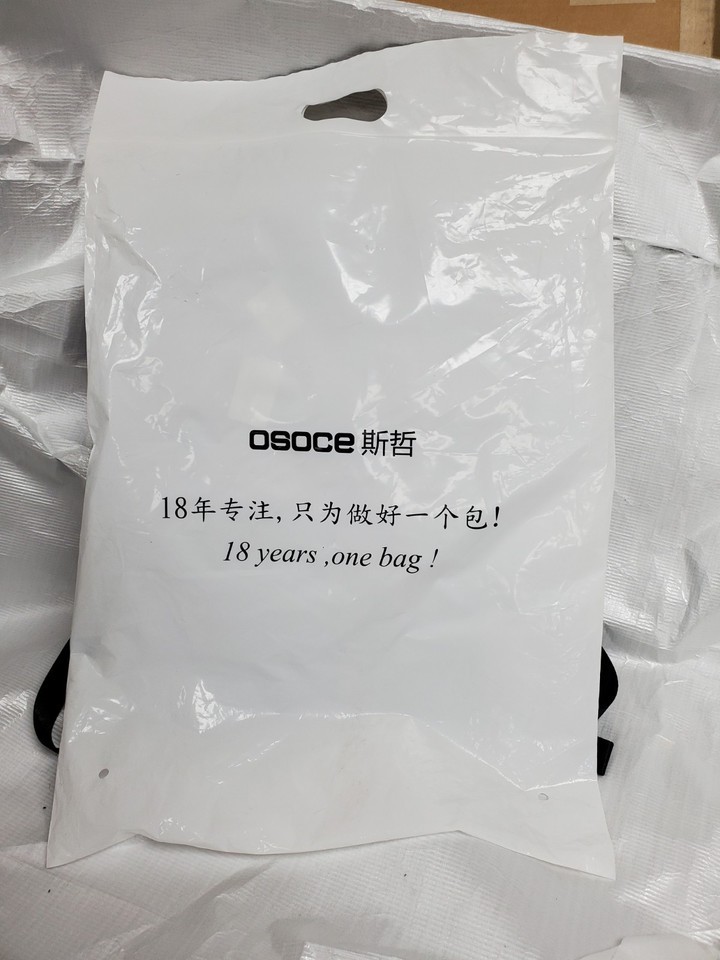 osoce 斯哲
18年专注,只为做好一个包!
18 years ,one bag !